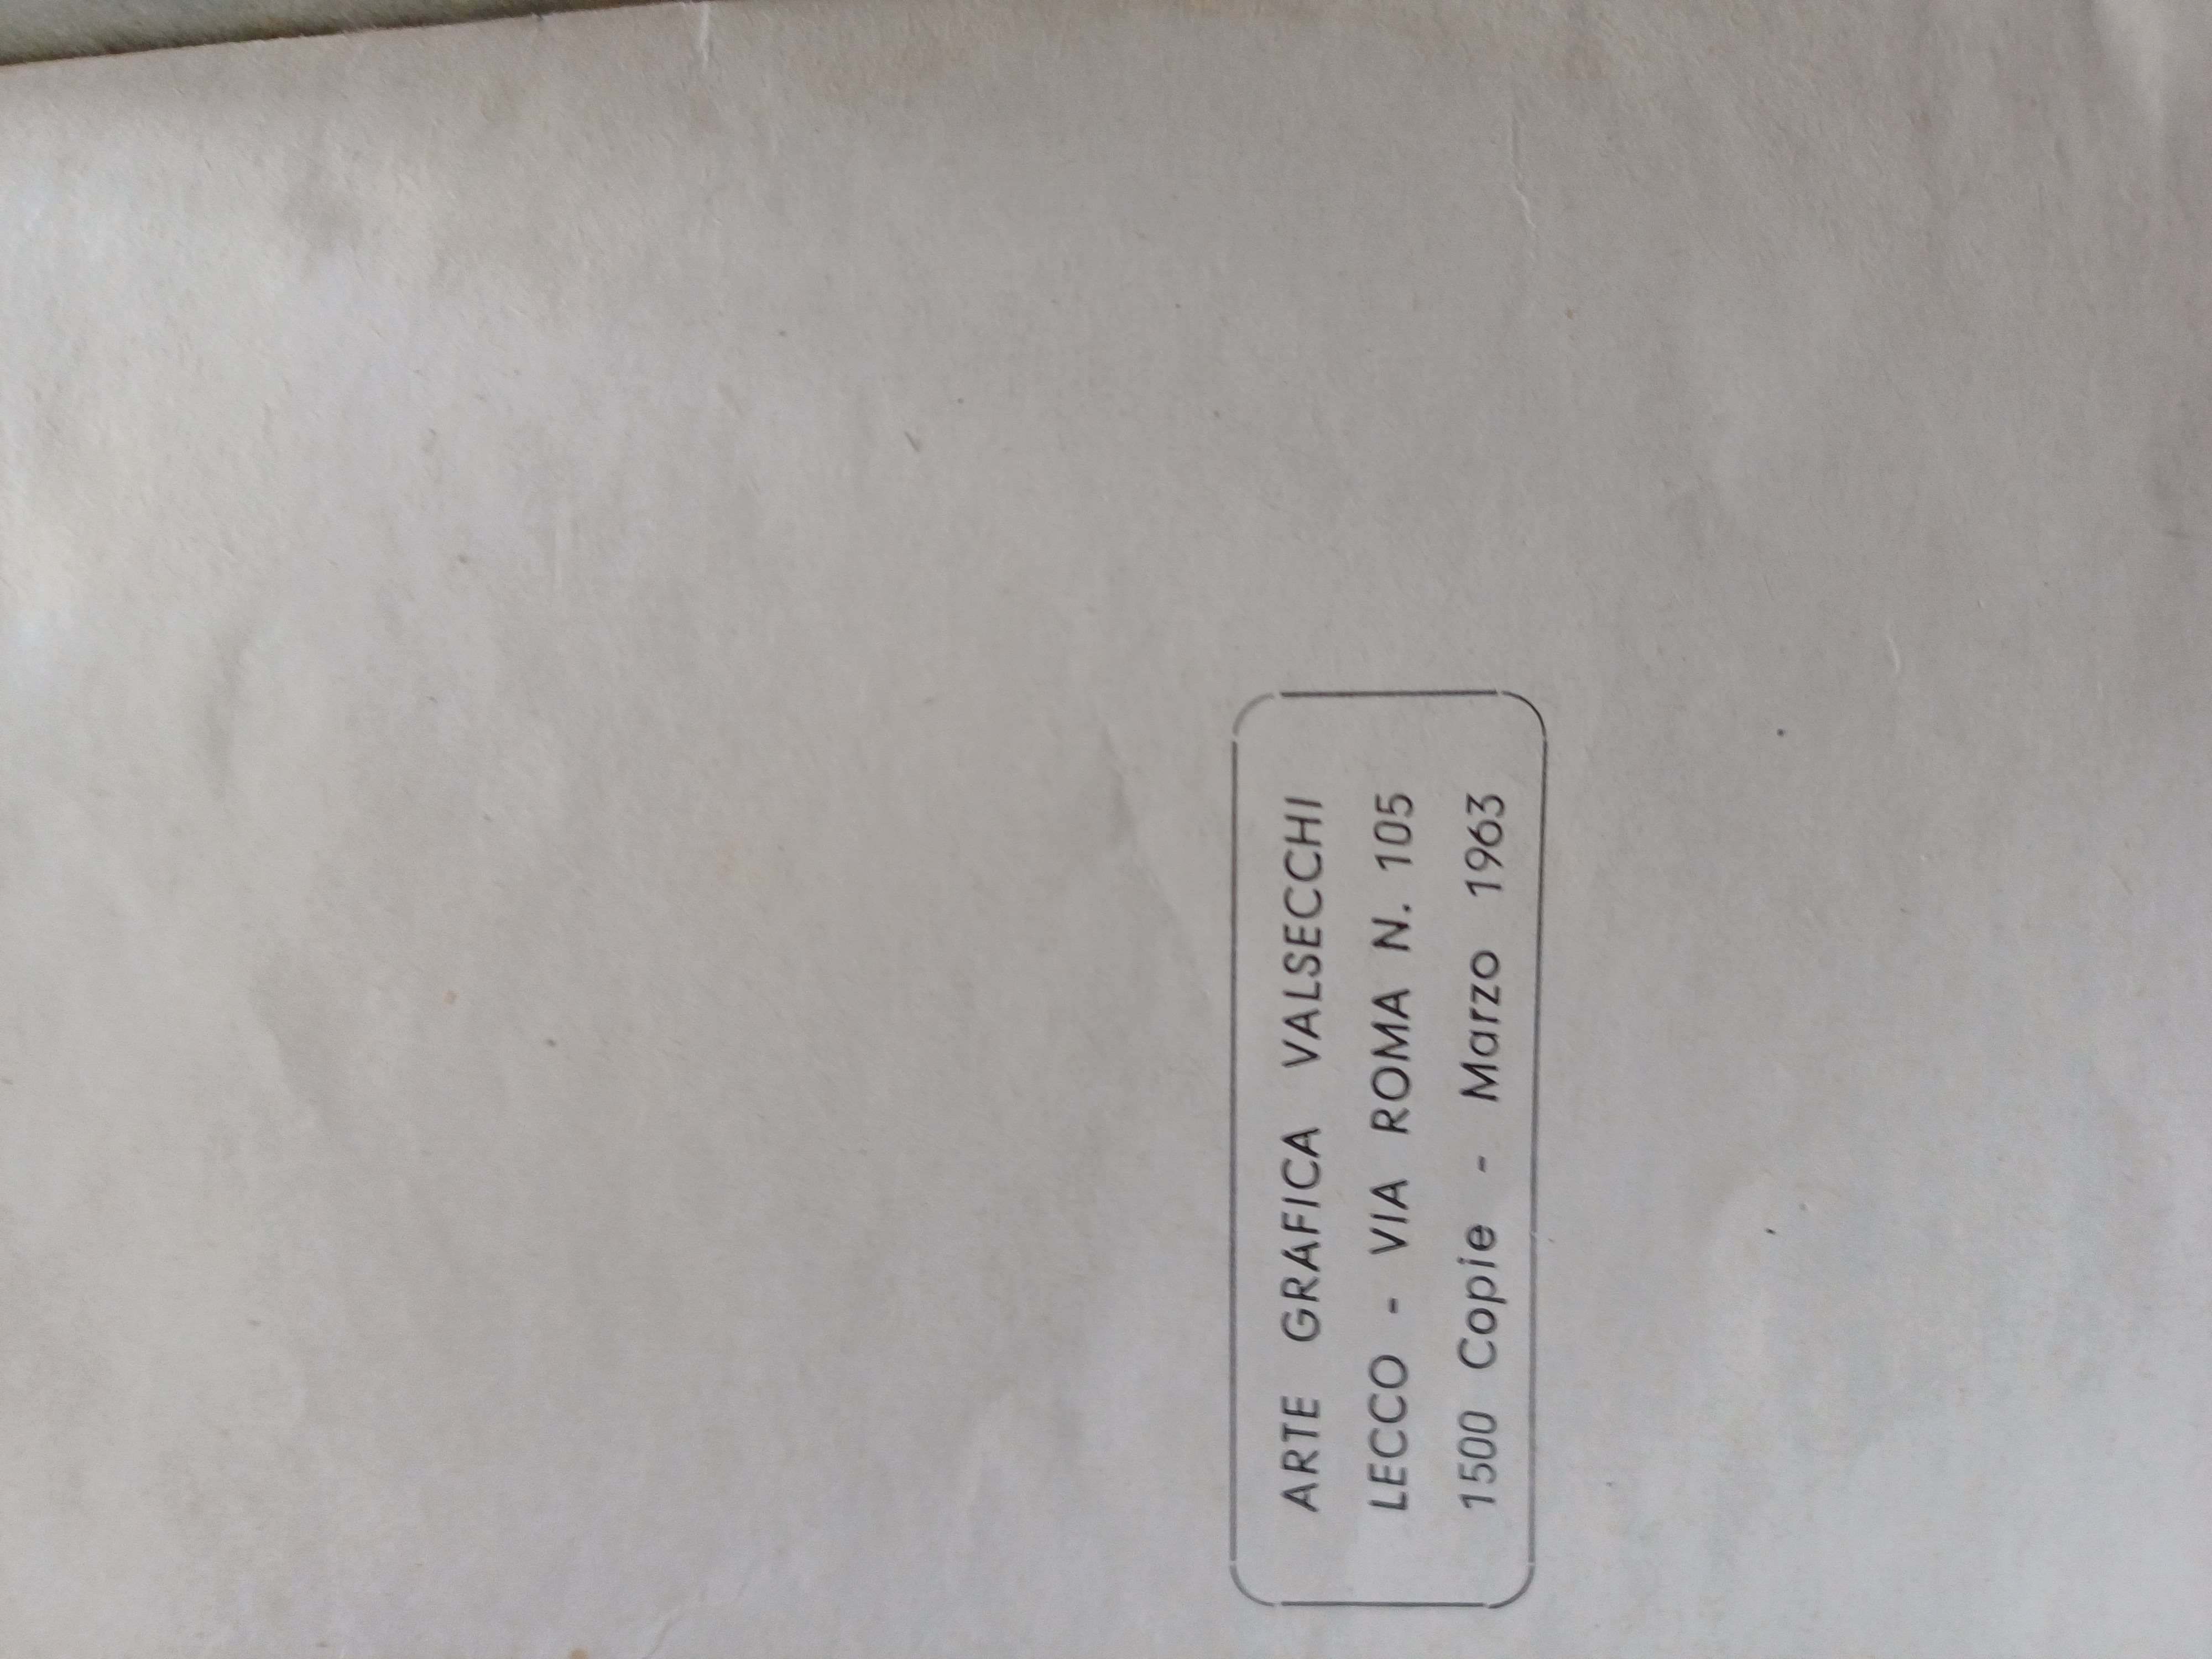 ARTE GRAFICA VALSECCHI
LECCO - VIA ROMA N. 105
1500 Copie - Marzo 1963